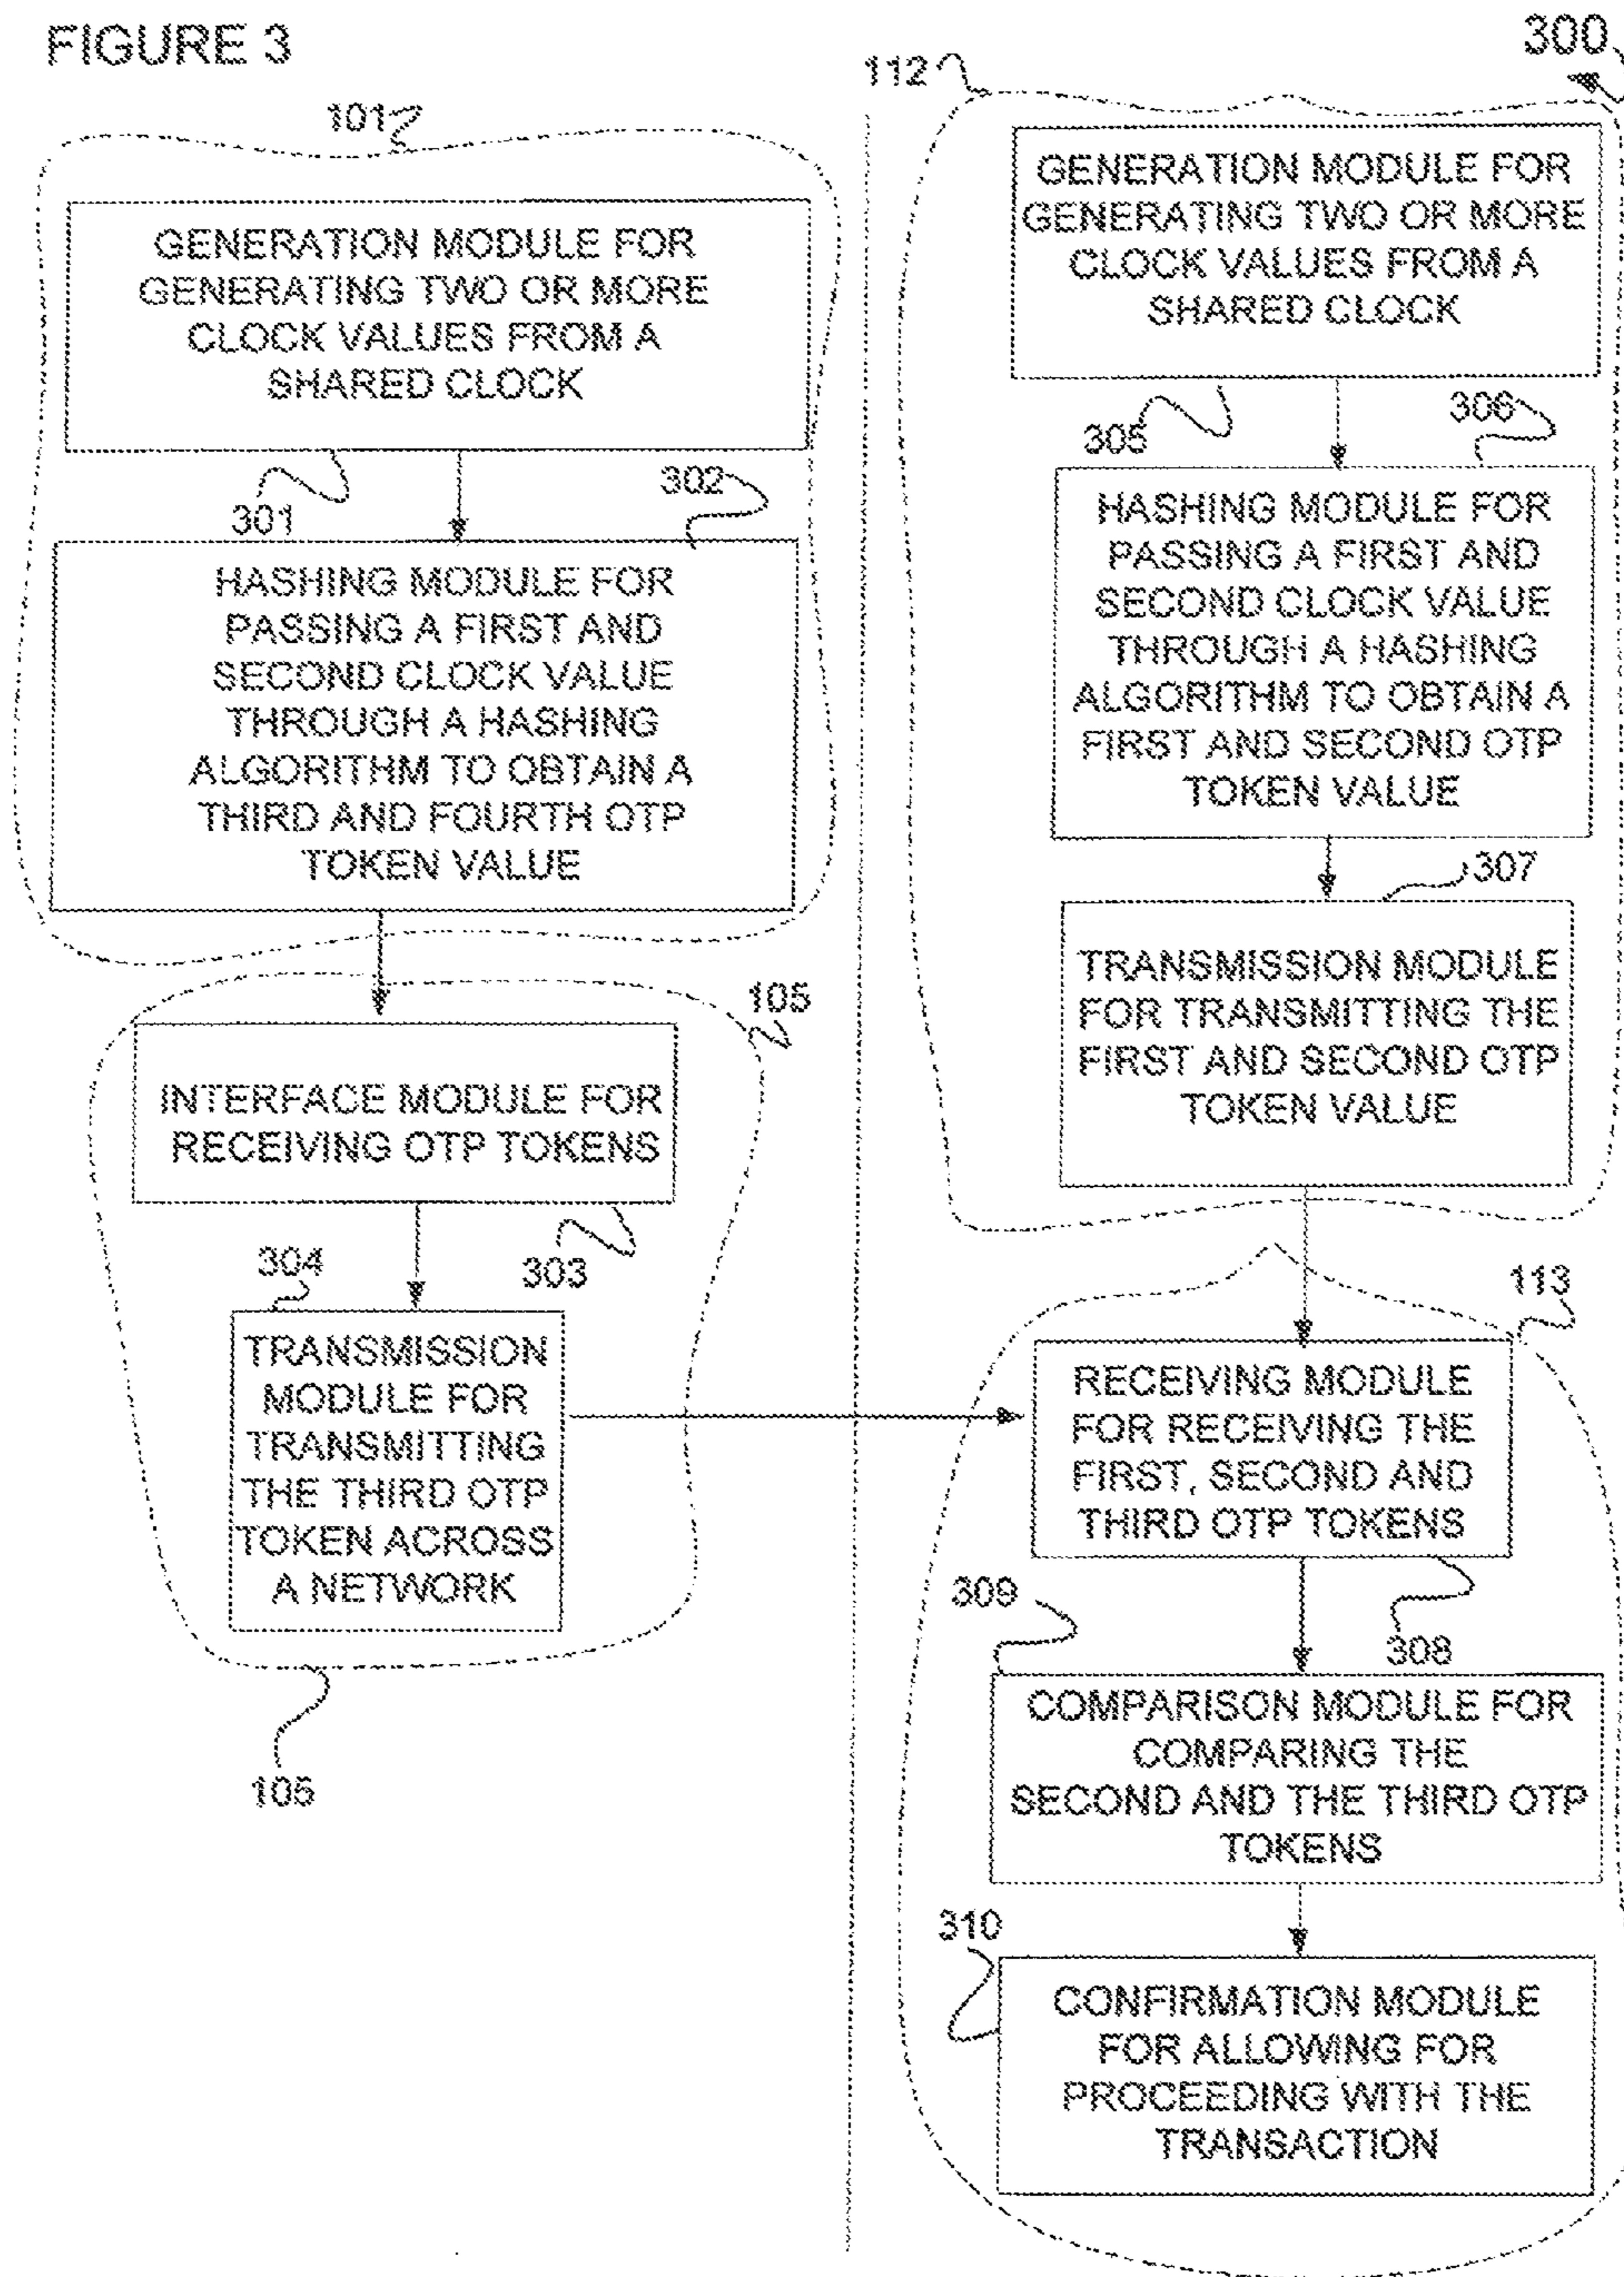 FIGURE 3
300
101
GENERATION MODULE FOR
GENERATING TWO OR MORE
CLOCK VALUES FROM A
SHARED CLOCK
301
302
HASHING MODULE FOR
PASSING A FIRST AND
SECOND CLOCK VALUE
THROUGH A HASHING
ALGORITHM TO OBTAIN A
THIRD AND FOURTH OTP
TOKEN VALUE
105
INTERFACE MODULE FOR
RECEIVING OTP TOKENS
303
304
TRANSMISSION
MODULE FOR
TRANSMITTING
THE THIRD OTP
TOKEN ACROSS
A NETWORK
105
112
GENERATION MODULE FOR
GENERATING TWO OR MORE
CLOCK VALUES FROM A
SHARED CLOCK
305
306
HASHING MODULE FOR
PASSING A FIRST AND
SECOND CLOCK VALUE
THROUGH A HASHING
ALGORITHM TO OBTAIN A
FIRST AND SECOND OTP
TOKEN VALUE
307
TRANSMISSION MODULE
FOR TRANSMITTING THE
FIRST AND SECOND OTP
TOKEN VALUE
113
RECEIVING MODULE
FOR RECEIVING THE
FIRST, SECOND AND
THIRD OTP TOKENS
308
309
COMPARISON MODULE FOR
COMPARING THE
SECOND AND THE THIRD OTP
TOKENS
310
CONFIRMATION MODULE
FOR ALLOWING FOR
PROCEEDING WITH THE
TRANSACTION